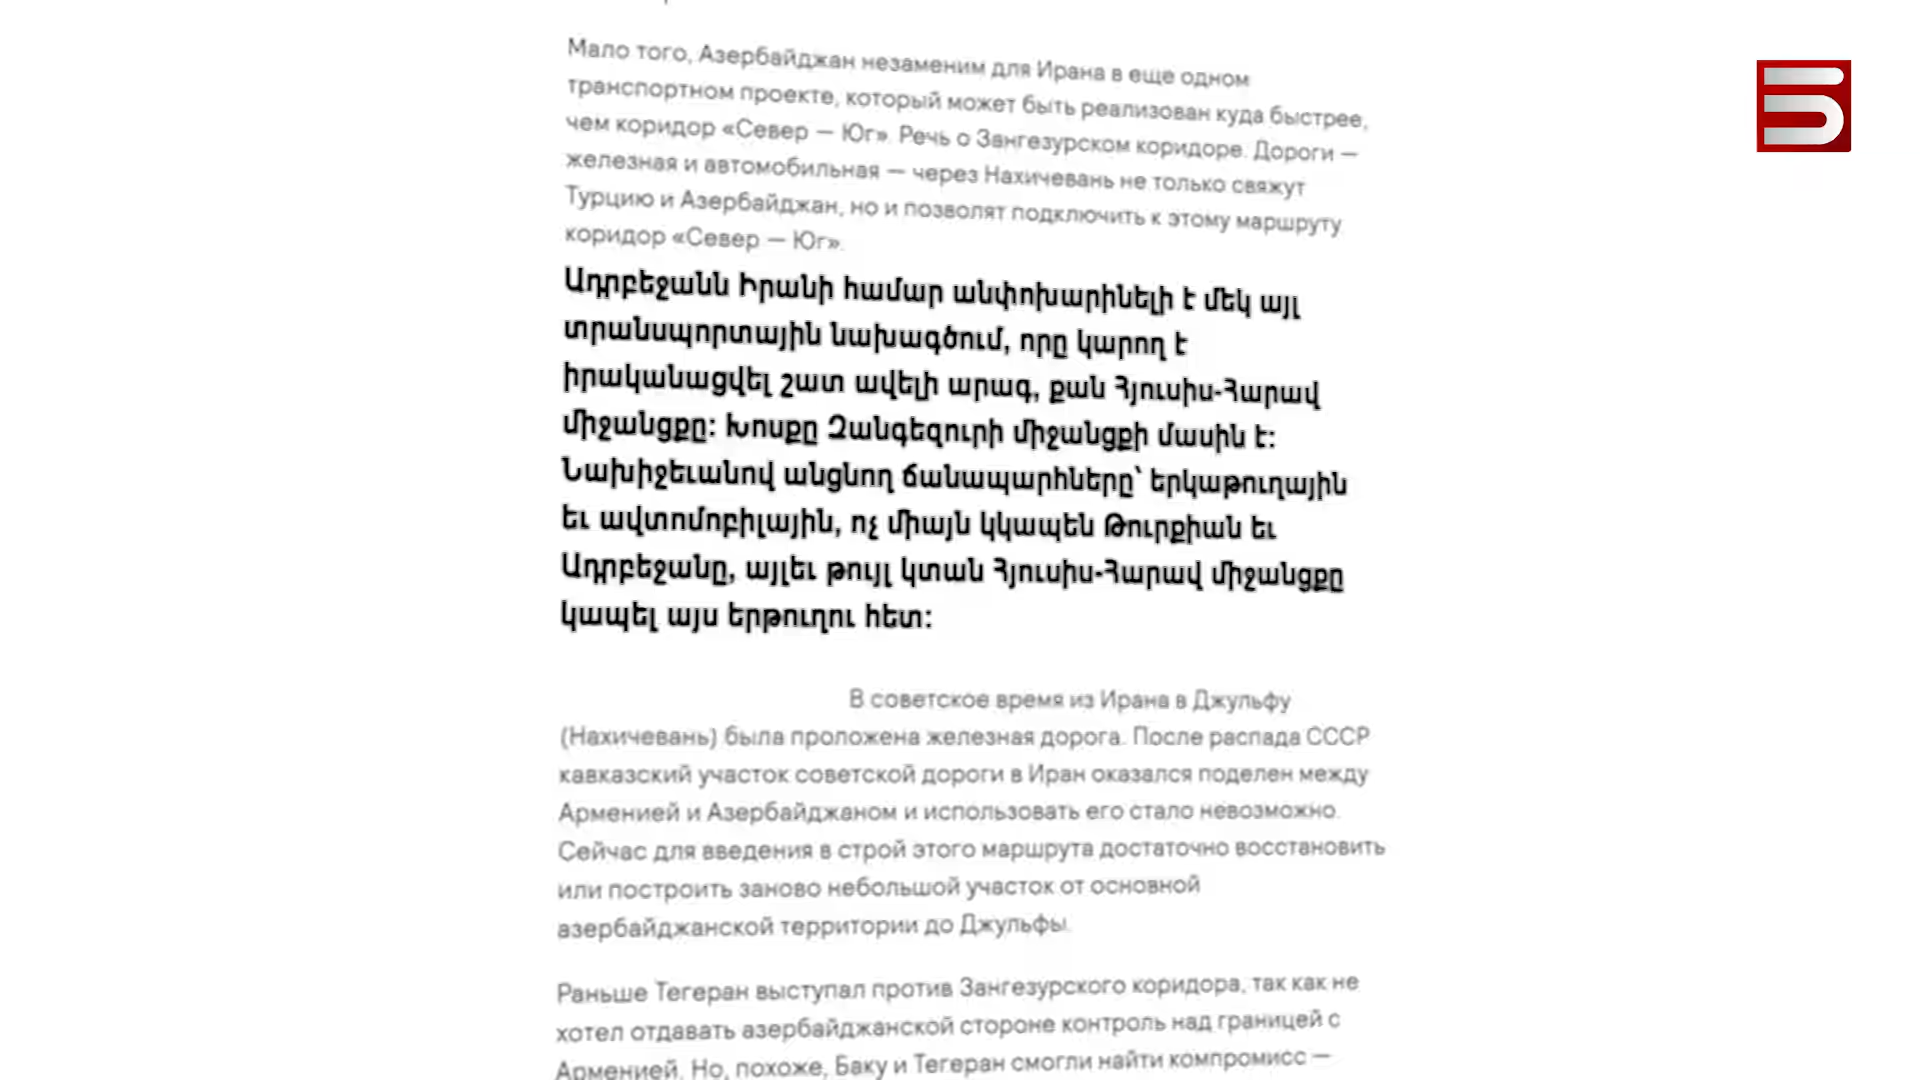 Мало того, Азербайджан незаменим для Ирана в еще одном
транспортном проекте, который может быть реализован куда быстрее,
чем коридор «Север — Юг». Речь о Зангезурском коридоре. Дороги —
железная и автомобильная — через Нахичевань не только свяжут
Турцию и Азербайджан, но и позволят подключить к этому маршруту
коридор «Север — Юг».
Ադրբեջանն Իրանի համար անփոխարինելի է մեկ այլ
տրանսպորտային նախագծում, որը կարող է
իրականացվել շատ ավելի արագ, քան Հյուսիս-Հարավ
միջանցքը: Խոսքը Զանգեզուրի միջանցքի մասին է:
Նախիջեւանով անցնող ճանապարհները՝ երկաթուղային
եւ ավտոմոբիլային, ոչ միայն կկապեն Թուրքիան եւ
Ադրբեջանը, այլեւ թույլ կտան Հյուսիս-Հարավ միջանցքը
կապել այս երթուղու հետ:
В советское время из Ирана в Джульфу
(Нахичевань) была проложена железная дорога. После распада СССР
кавказский участок советской дороги в Иран оказался поделен между
Арменией и Азербайджаном и использовать его стало невозможно.
Сейчас для введения в строй этого маршрута достаточно восстановить
или построить заново небольшой участок от основной
азербайджанской территории до Джульфы.
Раньше Тегеран выступал против Зангезурского коридора, так как не
хотел отдавать азербайджанской стороне контроль над границей с
Арменией. Но, похоже, Баку и Тегеран смогли найти компромисс —